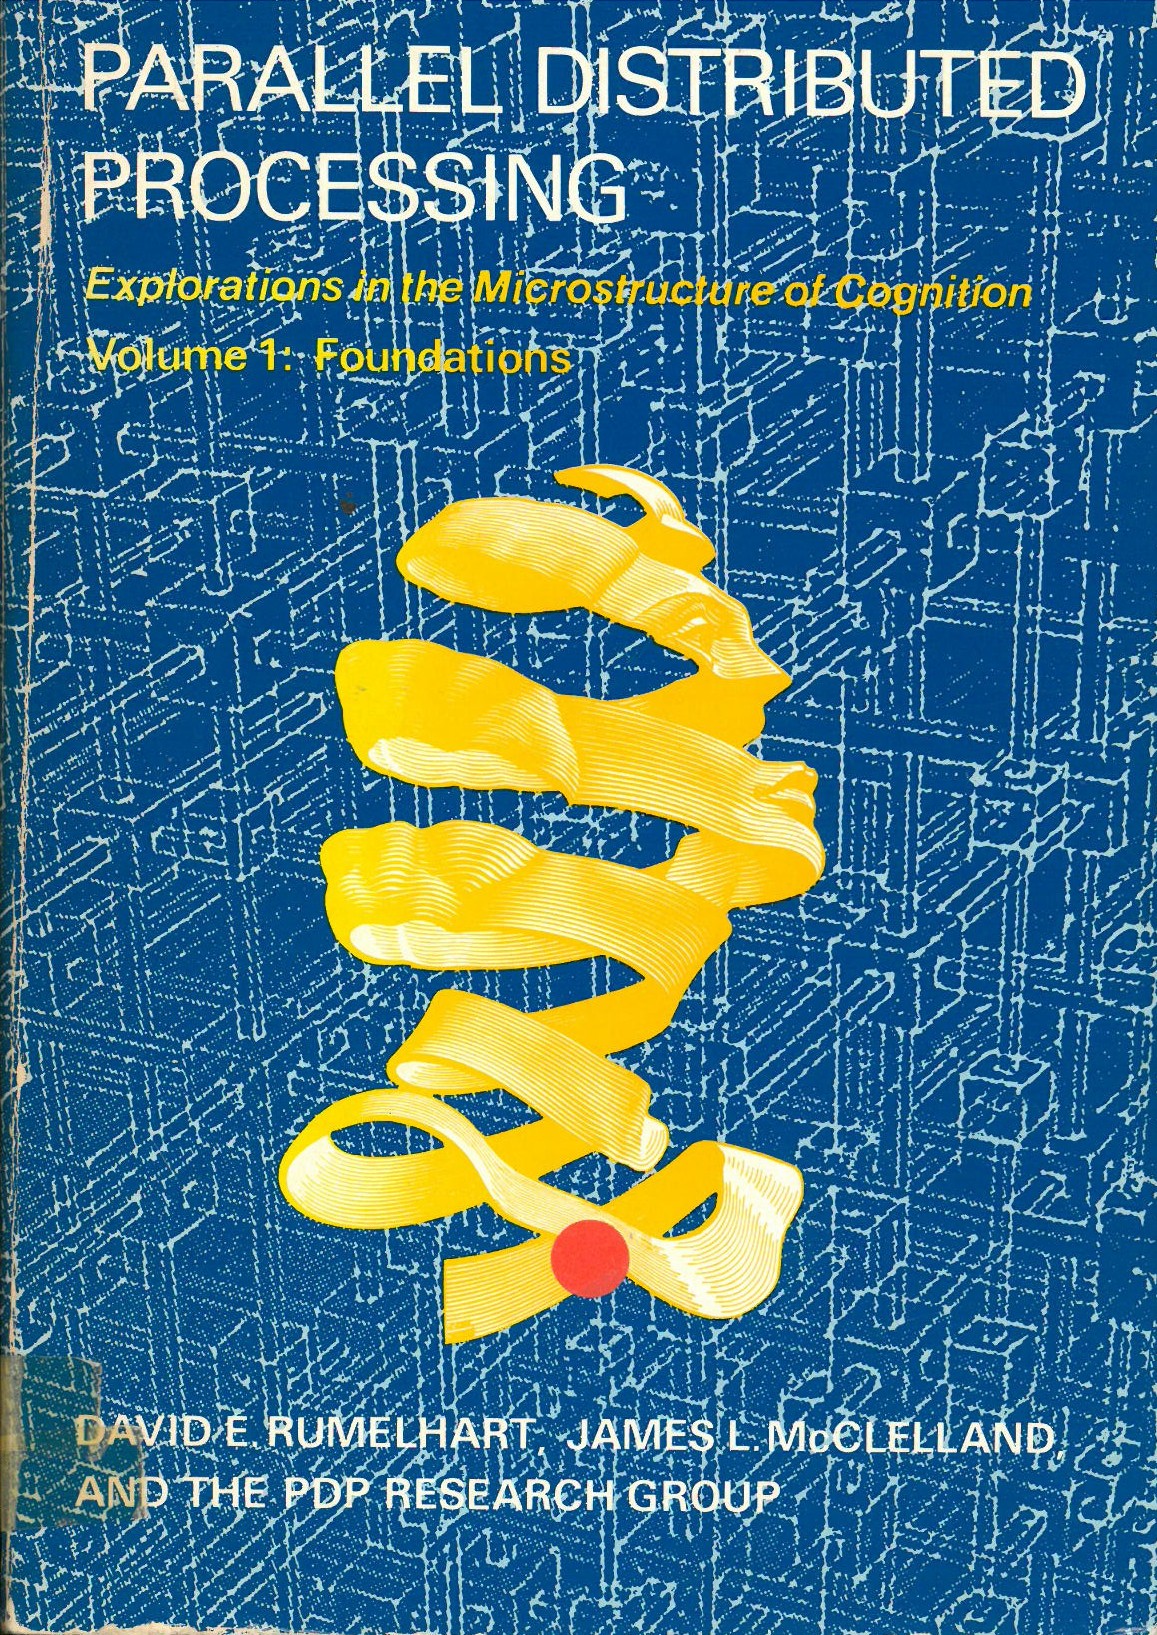 PARALLEL DISTRIBUTED
PROCESSING
Explorations in the Microstructure of Cognition
Volume 1: Foundations
DAVID E. RUMELHART, JAMES L. McCLELLAND,
AND THE PDP RESEARCH GROUP